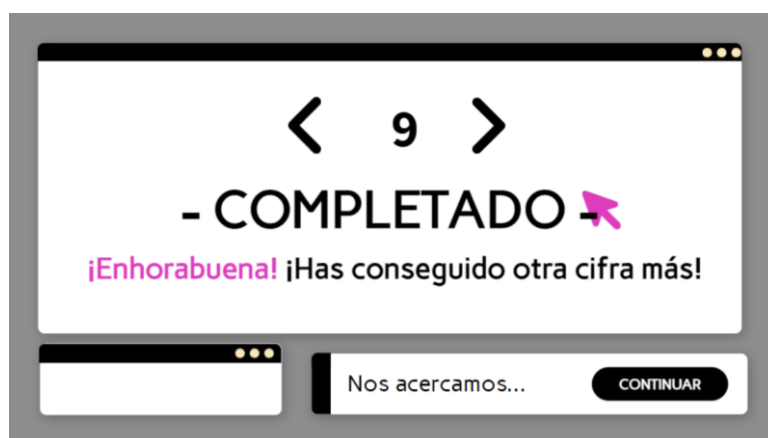 9
- COMPLETADO -
¡Enhorabuena! ¡Has conseguido otra cifra más!
Nos acercamos...
CONTINUAR